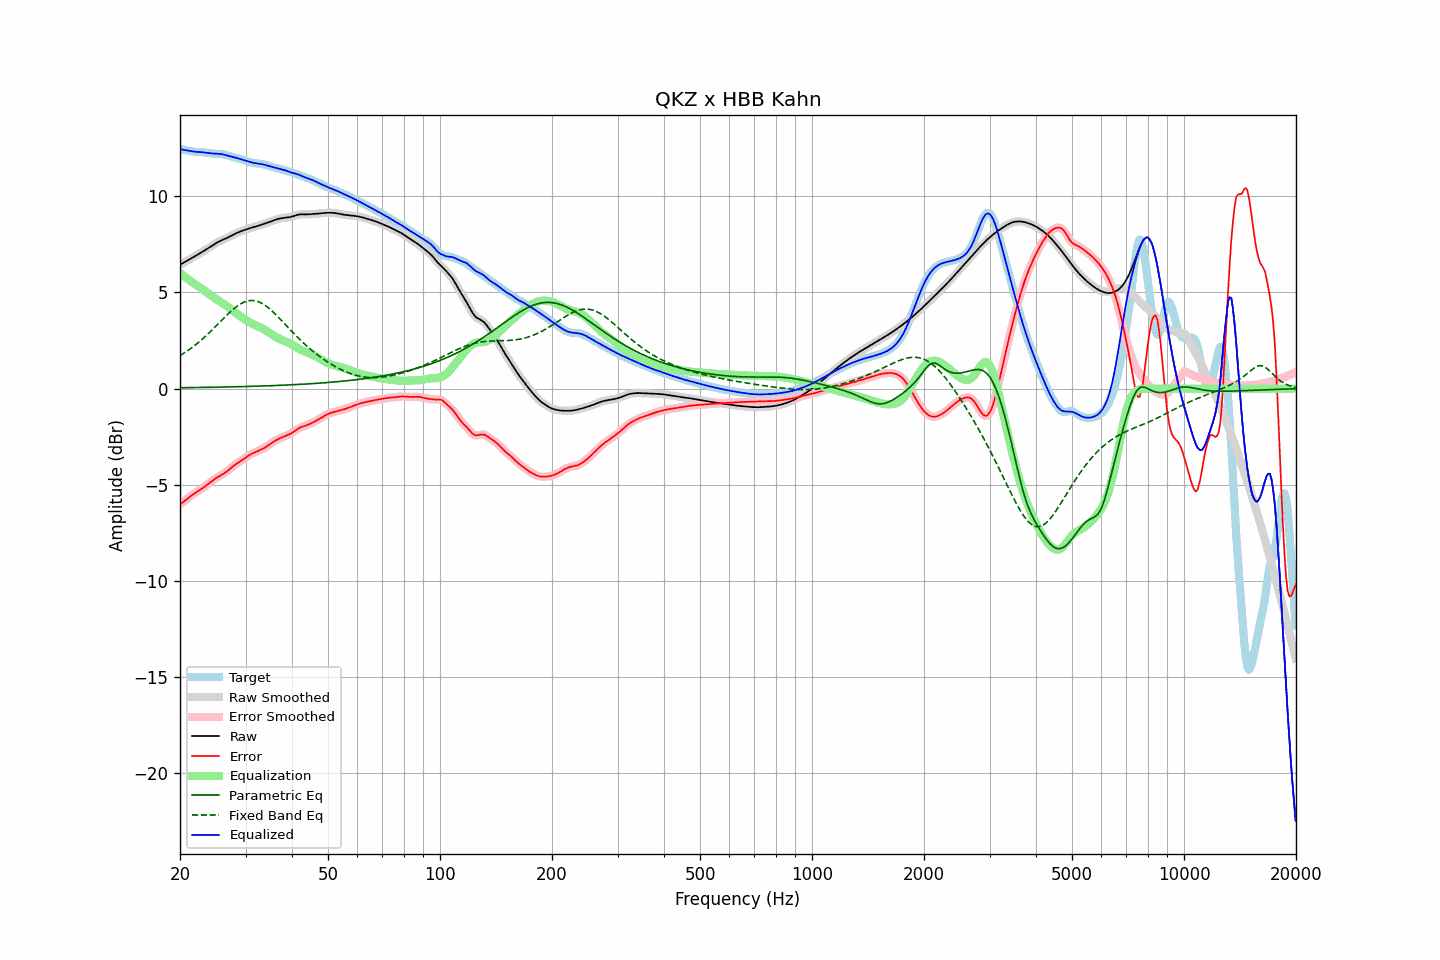 QKZ x HBB Kahn
Amplitude (dBr)
10
5
0
−5
−10
−15
−20
Target
Raw Smoothed
Error Smoothed
Raw
Error
Equalization
Parametric Eq
Fixed Band Eq
Equalized
20 50 100 200 500 1000 2000 5000 10000 20000
Frequency (Hz)